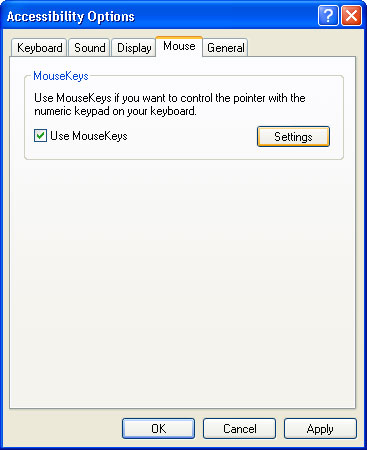 Accessibility Options
Keyboard Sound Display Mouse General
MouseKeys
Use MouseKeys if you want to control the pointer with the
numeric keypad on your keyboard.
Use MouseKeys Settings
OK Cancel Apply